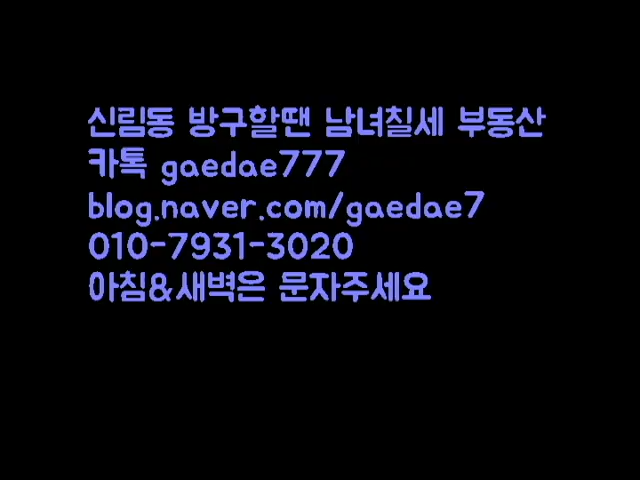 신림동 방구할땐 남녀칠세 부동산
카톡 gaedae777
blog.naver.com/gaedae7
010-7931-3020
아침&새벽은 문자주세요